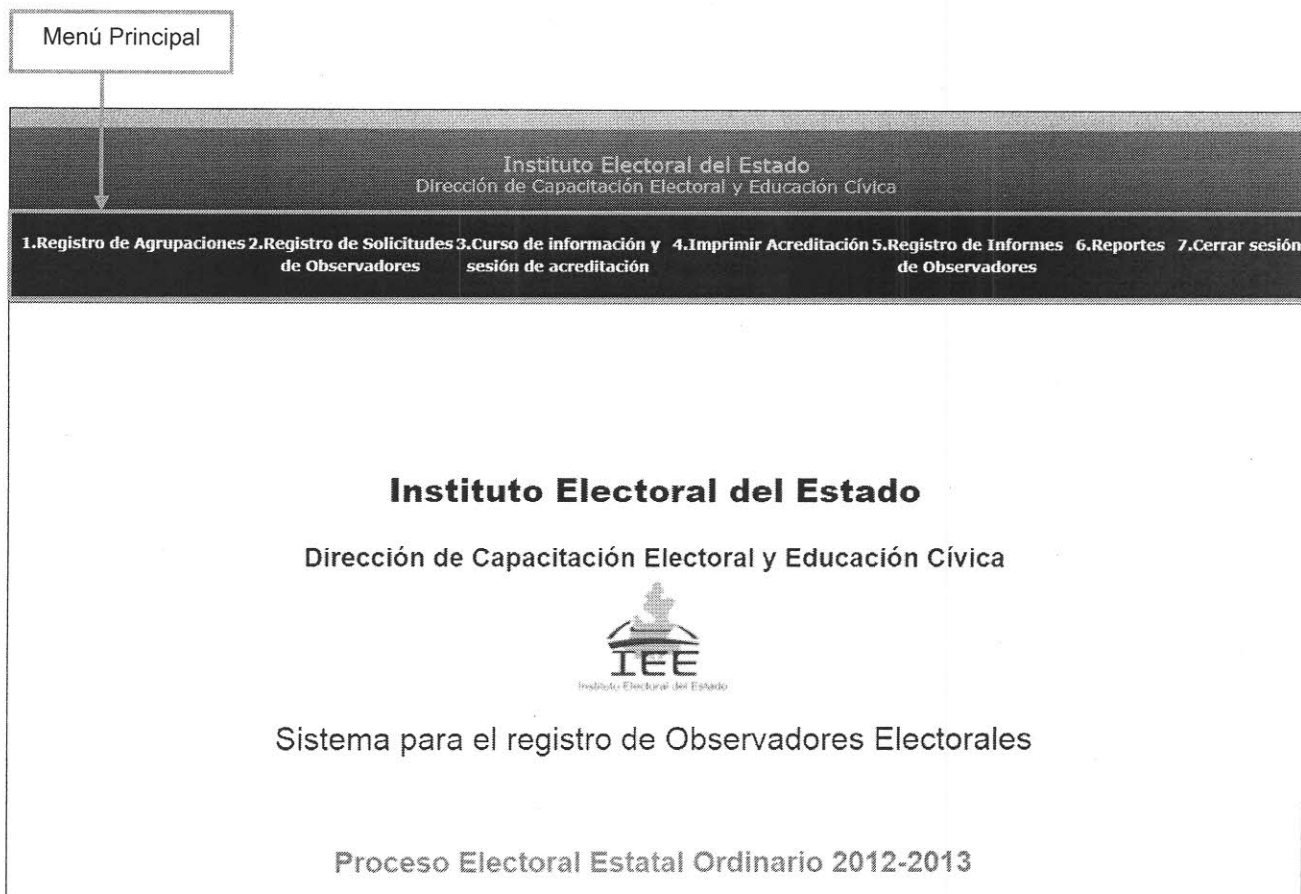 Menú Principal
Instituto Electoral del Estado
Dirección de Capacitación Electoral y Educación Cívica
1.Registro de Agrupaciones 2.Registro de Solicitudes 3.Curso de información y 4.Imprimir Acreditación 5.Registro de Informes 6.Reportes 7.Cerrar sesión
de Observadores sesión de acreditación de Observadores
Instituto Electoral del Estado
Dirección de Capacitación Electoral y Educación Cívica
IEE
Instituto Electoral del Estado
Sistema para el registro de Observadores Electorales
Proceso Electoral Estatal Ordinario 2012-2013